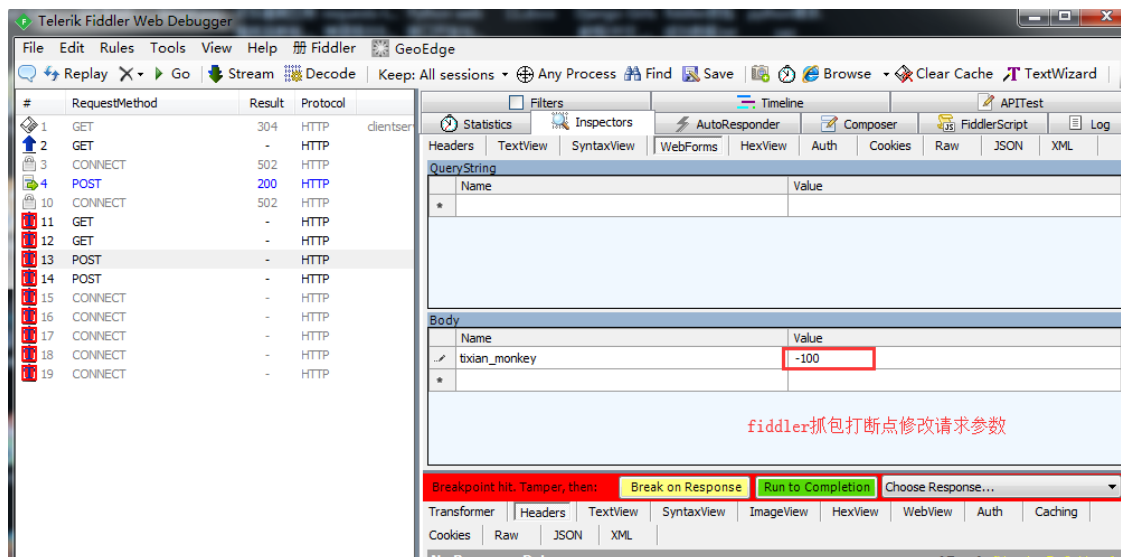 Telerik Fiddler Web Debugger
File Edit Rules Tools View Help 册 Fiddler GeoEdge
Replay X Go Stream Decode Keep: All sessions Any Process Find Save Browse Clear Cache TextWizard
# RequestMethod Result Protocol
1 GET 304 HTTP clientser
2 GET - HTTP
3 CONNECT 502 HTTP
4 POST 200 HTTP
10 CONNECT 502 HTTP
11 GET - HTTP
12 GET - HTTP
13 POST - HTTP
14 POST - HTTP
15 CONNECT - HTTP
16 CONNECT - HTTP
17 CONNECT - HTTP
18 CONNECT - HTTP
19 CONNECT - HTTP
Filters Timeline APITest
Statistics Inspectors AutoResponder Composer FiddlerScript Log
Headers TextView SyntaxView WebForms HexView Auth Cookies Raw JSON XML
QueryString
Name Value
*
Body
Name Value
tixian_monkey -100
*
fiddler抓包打断点修改请求参数
Breakpoint hit. Tamper, then: Break on Response Run to Completion Choose Response...
Transformer Headers TextView SyntaxView ImageView HexView WebView Auth Caching
Cookies Raw JSON XML